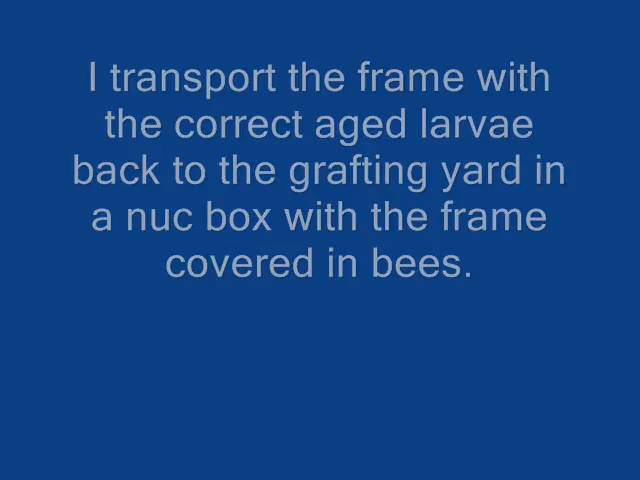 I transport the frame with
the correct aged larvae
back to the grafting yard in
a nuc box with the frame
covered in bees.